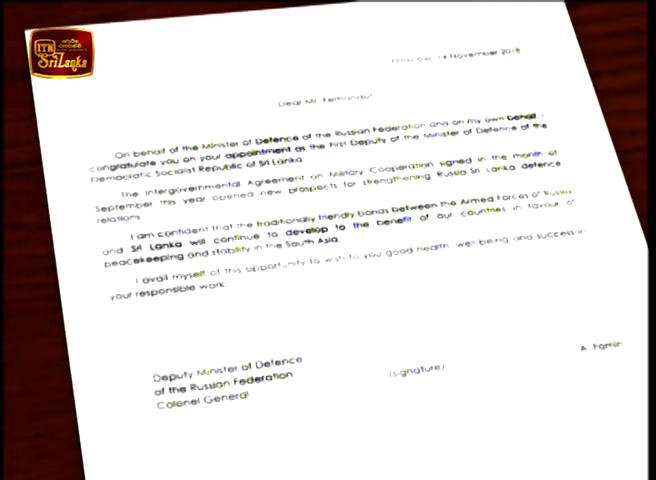 ITN
Sri Lanka
Moscow, 14 November 2018
Dear Mr. Fernando!
On behalf of the Minister of Defence of the Russian Federation and on my own behalf, I
congratulate you on your appointment as the First Deputy of the Minister of Defence of the
Democratic Socialist Republic of Sri Lanka.
The Intergovernmental Agreement on Military Cooperation signed in the month of
September this year opened new prospects for strengthening Russia Sri Lanka defence
relations.
I am confident that the traditionally friendly bonds between the Armed Forces of Russia
and Sri Lanka will continue to develop to the benefit of our countries in favour of
peacekeeping and stability in the South Asia.
I avail myself of this opportunity to wish to you good health, well-being and success in
your responsible work.
Deputy Minister of Defence
of the Russian Federation
Colonel General
/signature/
A. Fomin